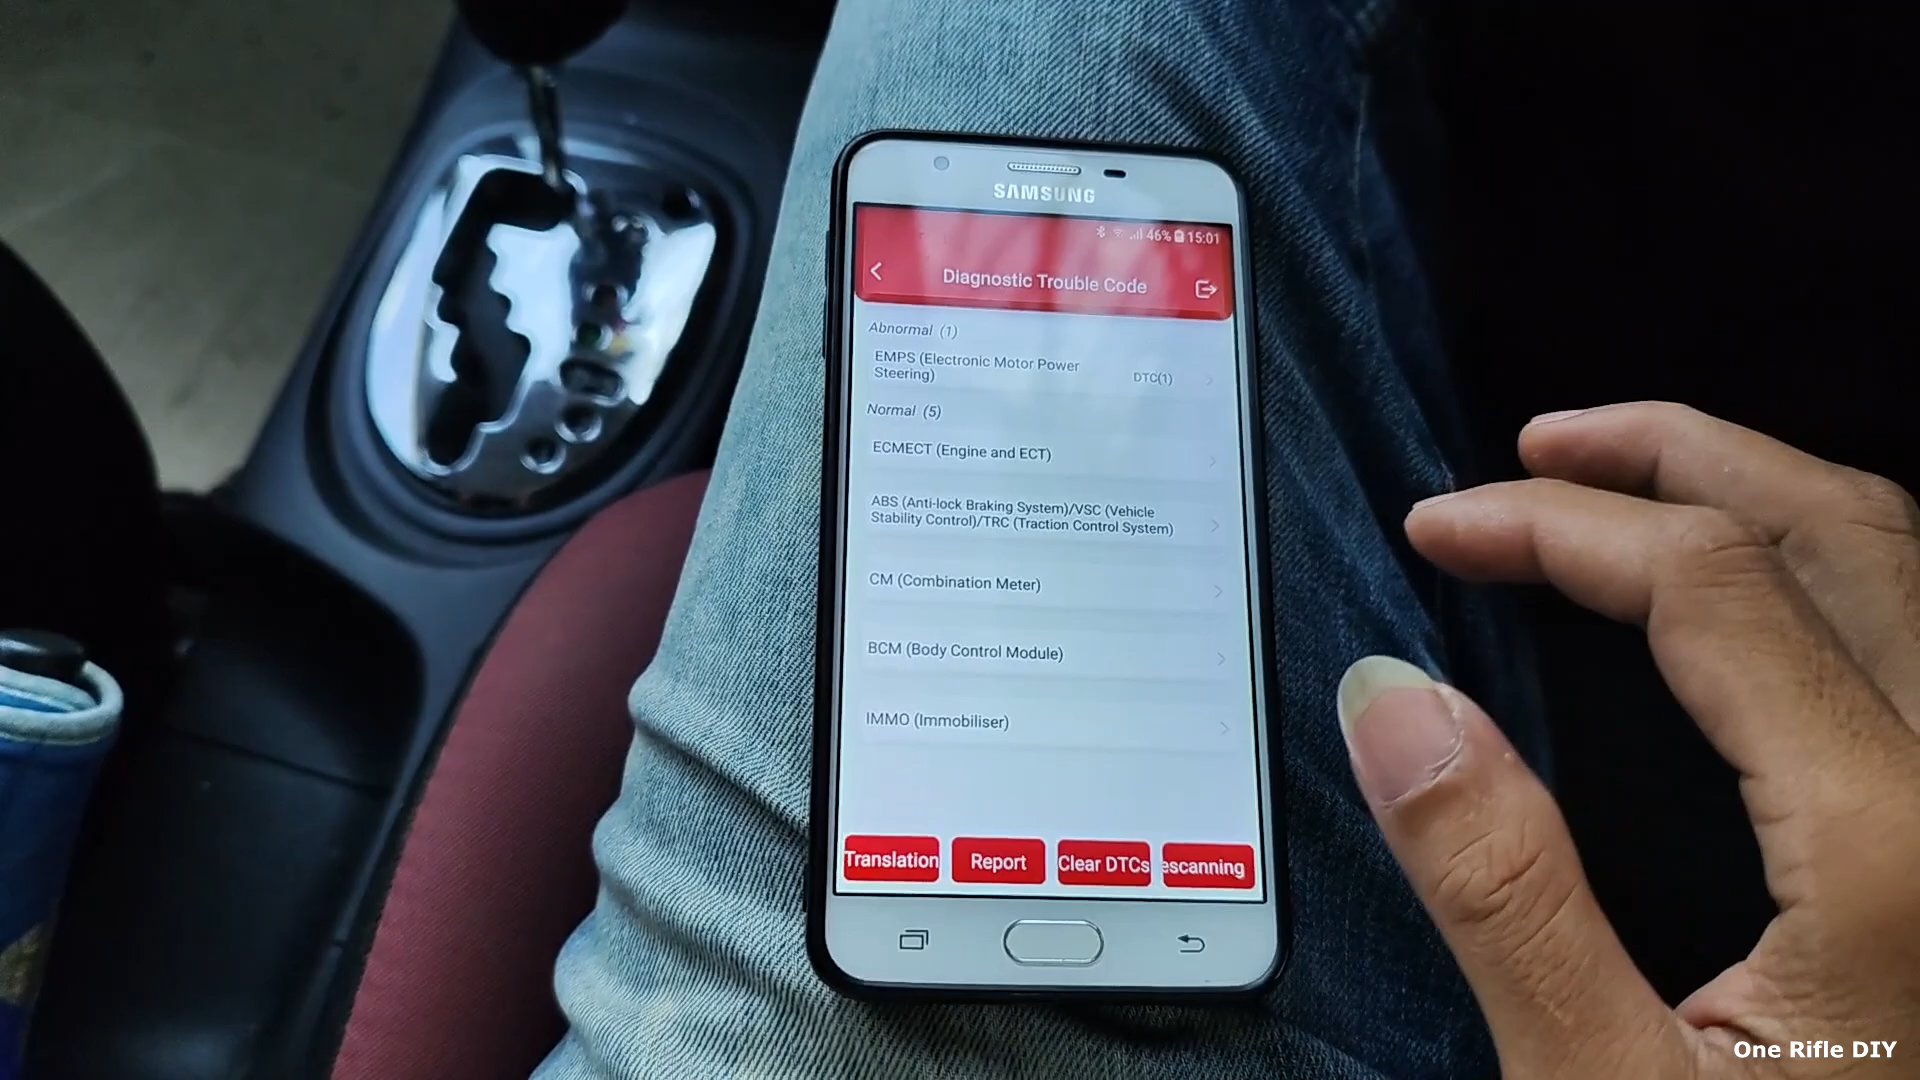 SAMSUNG
46% 15:01
Diagnostic Trouble Code
Abnormal (1)
EMPS (Electronic Motor Power
Steering)
DTC(1)
Normal (5)
ECMECT (Engine and ECT)
ABS (Anti-lock Braking System)/VSC (Vehicle
Stability Control)/TRC (Traction Control System)
CM (Combination Meter)
BCM (Body Control Module)
IMMO (Immobiliser)
Translation
Report
Clear DTCs
escanning
One Rifle DIY